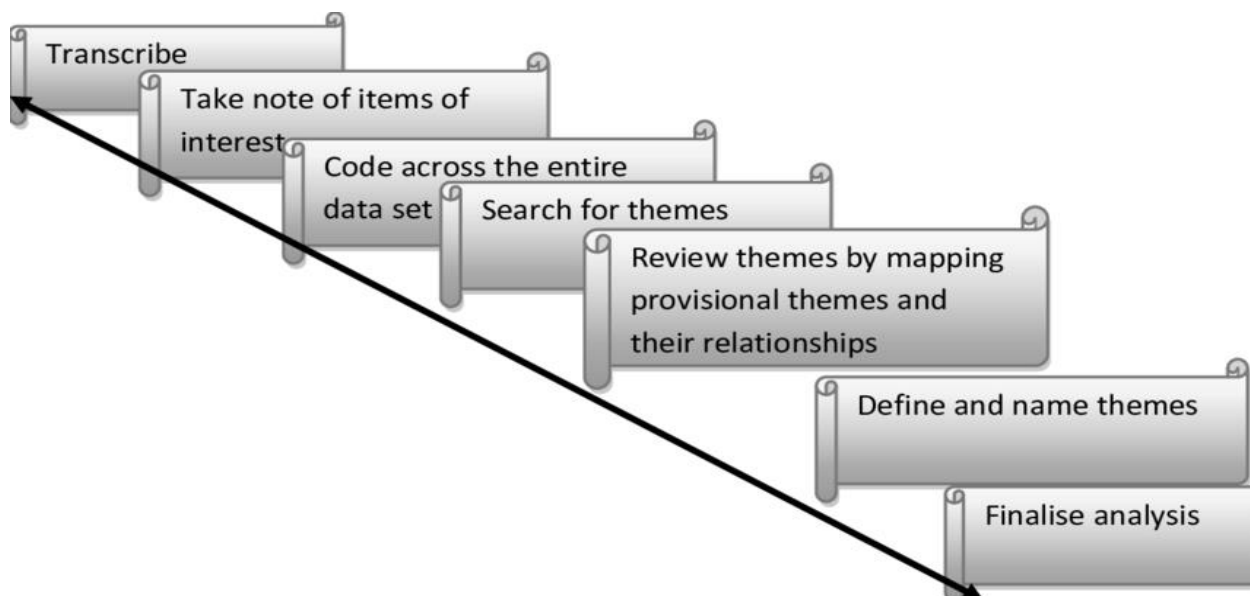 Transcribe
Take note of items of
interest
Code across the entire
data set
Search for themes
Review themes by mapping
provisional themes and
their relationships
Define and name themes
Finalise analysis